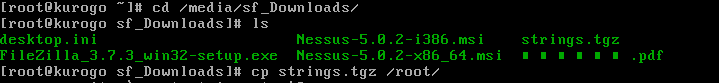 [root@kurogo ~]# cd /media/sf_Downloads/
[root@kurogo sf_Downloads]# ls
desktop.ini Nessus-5.0.2-i386.msi strings.tgz
FileZilla_3.7.3_win32-setup.exe Nessus-5.0.2-x86_64.msi .pdf
[root@kurogo sf_Downloads]# cp strings.tgz /root/